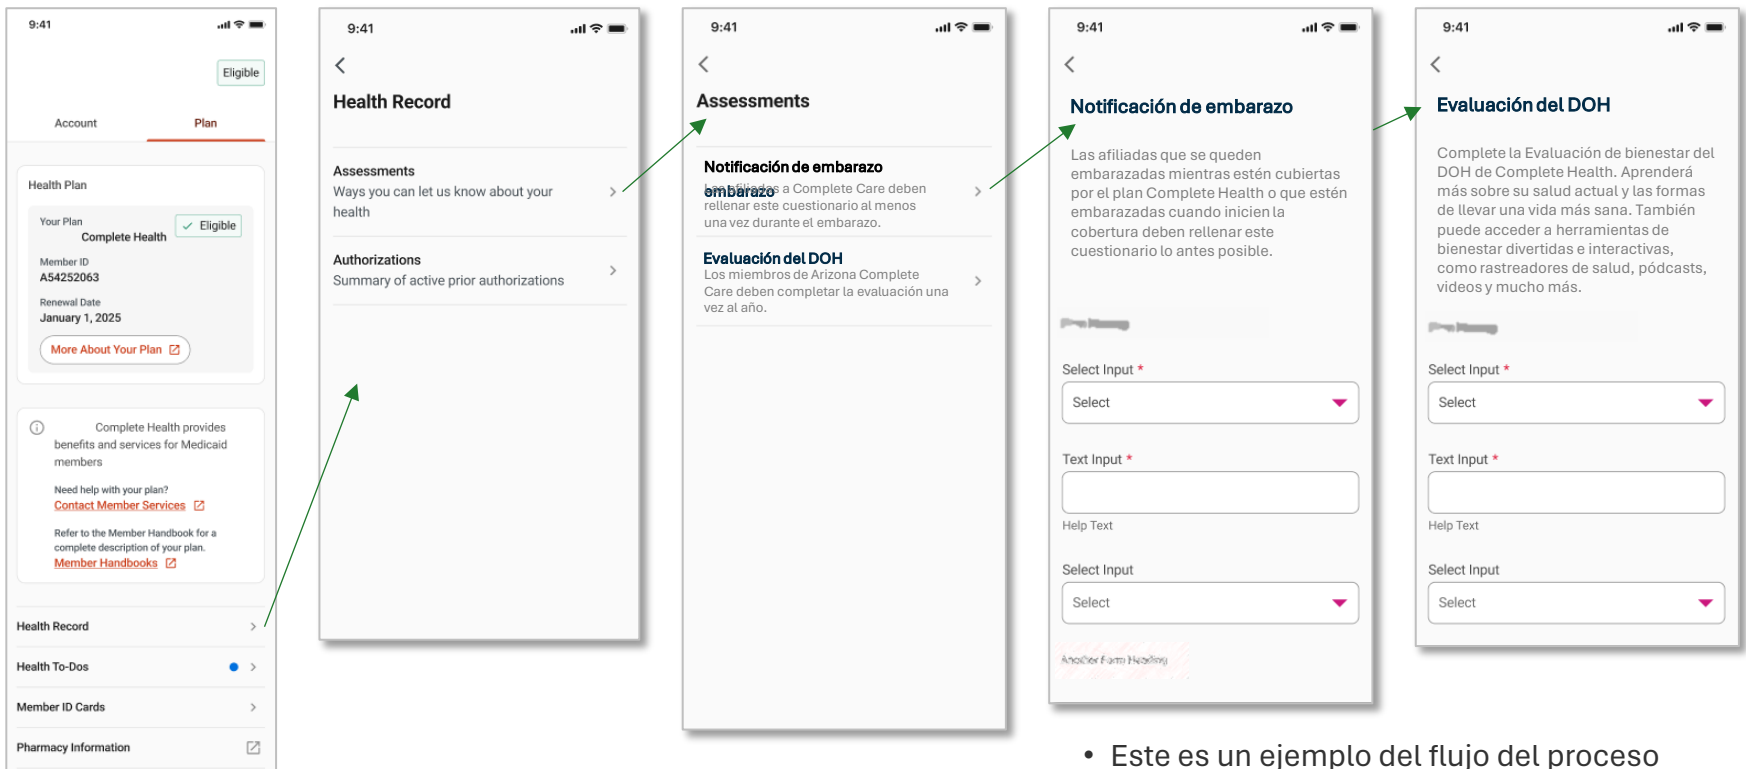 9:41
Eligible
Account
Plan
Health Plan
Your Plan
Complete Health
Eligible
Member ID
A54252063
Renewal Date
January 1, 2025
More About Your Plan
Complete Health provides
benefits and services for Medicaid
members
Need help with your plan?
Contact Member Services
Refer to the Member Handbook for a
complete description of your plan.
Member Handbooks
Health Record
Health To-Dos
Member ID Cards
Pharmacy Information
9:41
Health Record
Assessments
Ways you can let us know about your
health
Authorizations
Summary of active prior authorizations
9:41
Assessments
Notificación de embarazo
embarazo
Las afiliadas a Complete Care deben
rellenar este cuestionario al menos
una vez durante el embarazo.
Evaluación del DOH
Los miembros de Arizona Complete
Care deben completar la evaluación una
vez al año.
9:41
Notificación de embarazo
Las afiliadas que se queden
embarazadas mientras estén cubiertas
por el plan Complete Health o que estén
embarazadas cuando inicien la
cobertura deben rellenar este
cuestionario lo antes posible.
Select Input *
Select
Text Input *
Help Text
Select Input
Select
Another Form Heading
9:41
Evaluación del DOH
Complete la Evaluación de bienestar del
DOH de Complete Health. Aprenderá
más sobre su salud actual y las formas
de llevar una vida más sana. También
puede acceder a herramientas de
bienestar divertidas e interactivas,
como rastreadores de salud, pódcasts,
videos y mucho más.
Select Input *
Select
Text Input *
Help Text
Select Input
Select
• Este es un ejemplo del flujo del proceso